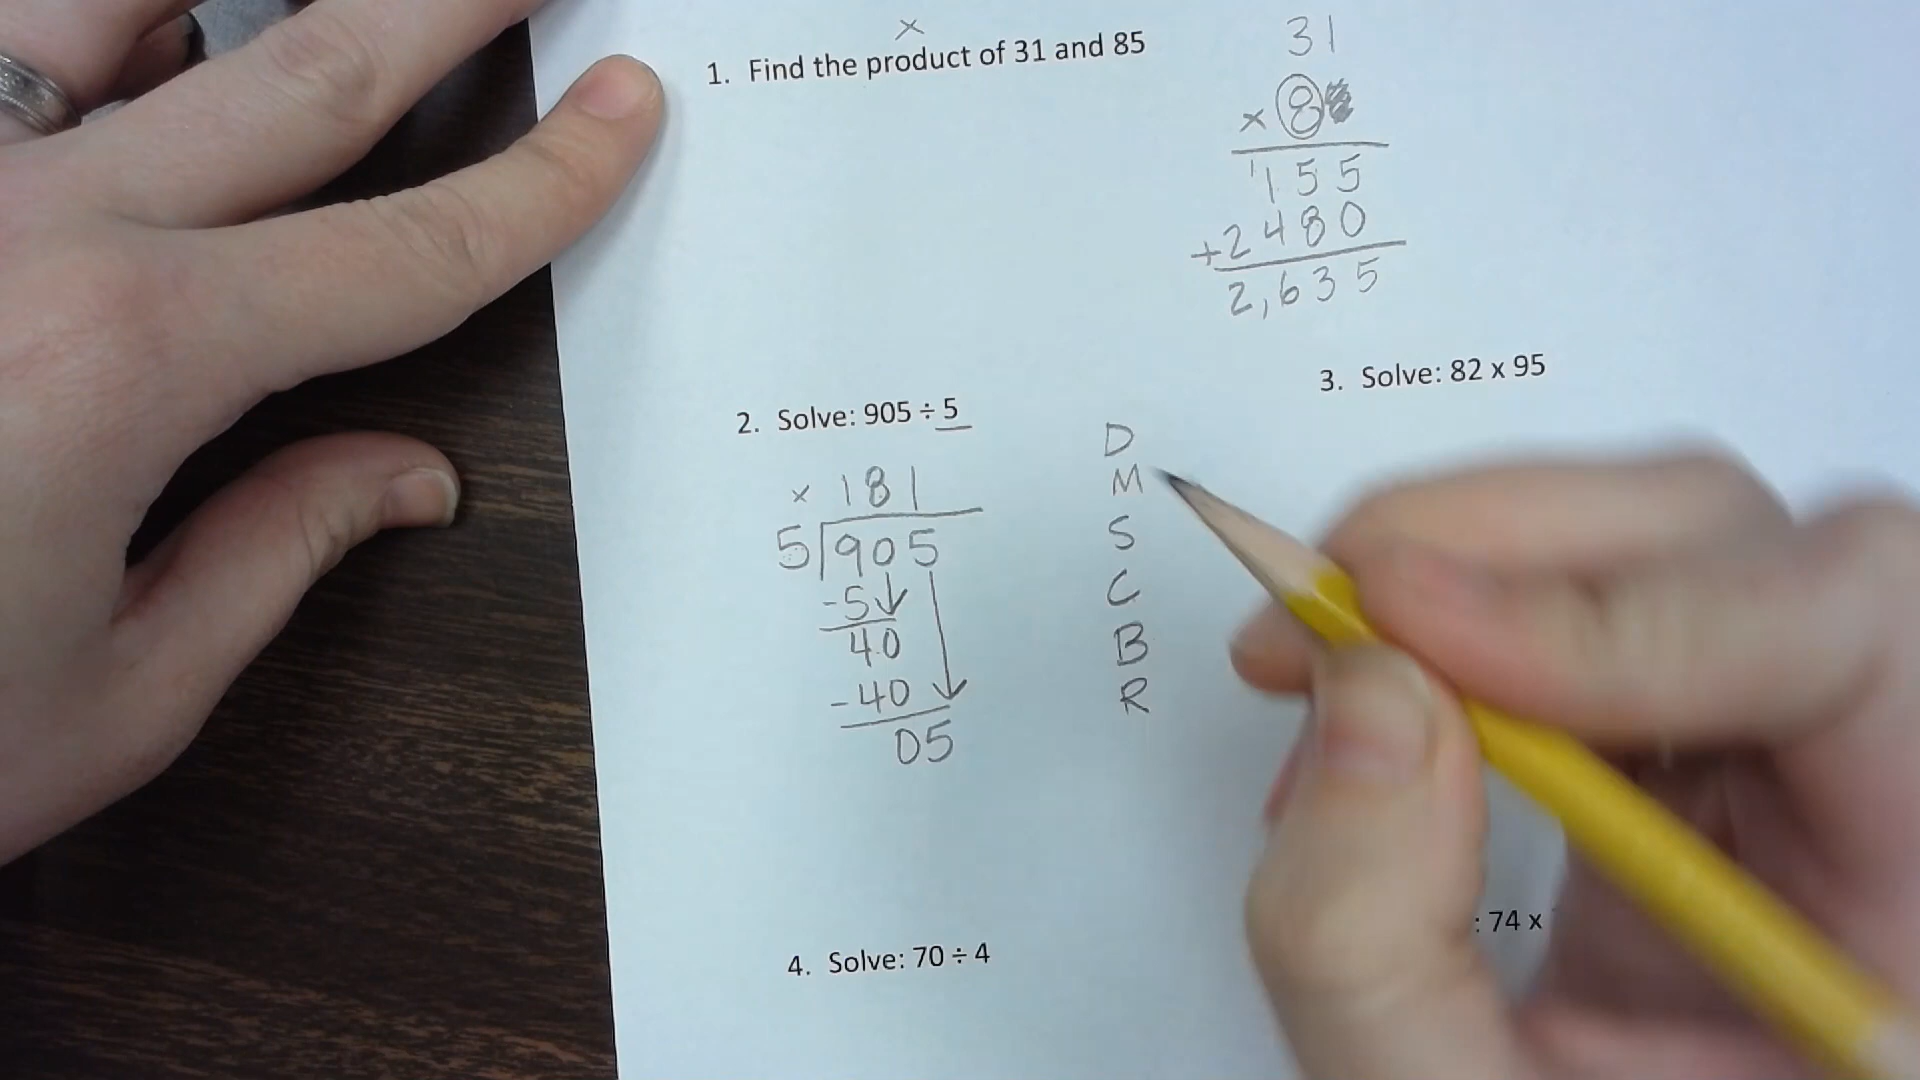 ×
1. Find the product of 31 and 85
31
× 8
1
155
+2480
2,635
2. Solve: 905 ÷ 5
× 181
5 905
-5
40
-40
05
D
M
S
C
B
R
3. Solve: 82 x 95
4. Solve: 70 ÷ 4
: 74 x